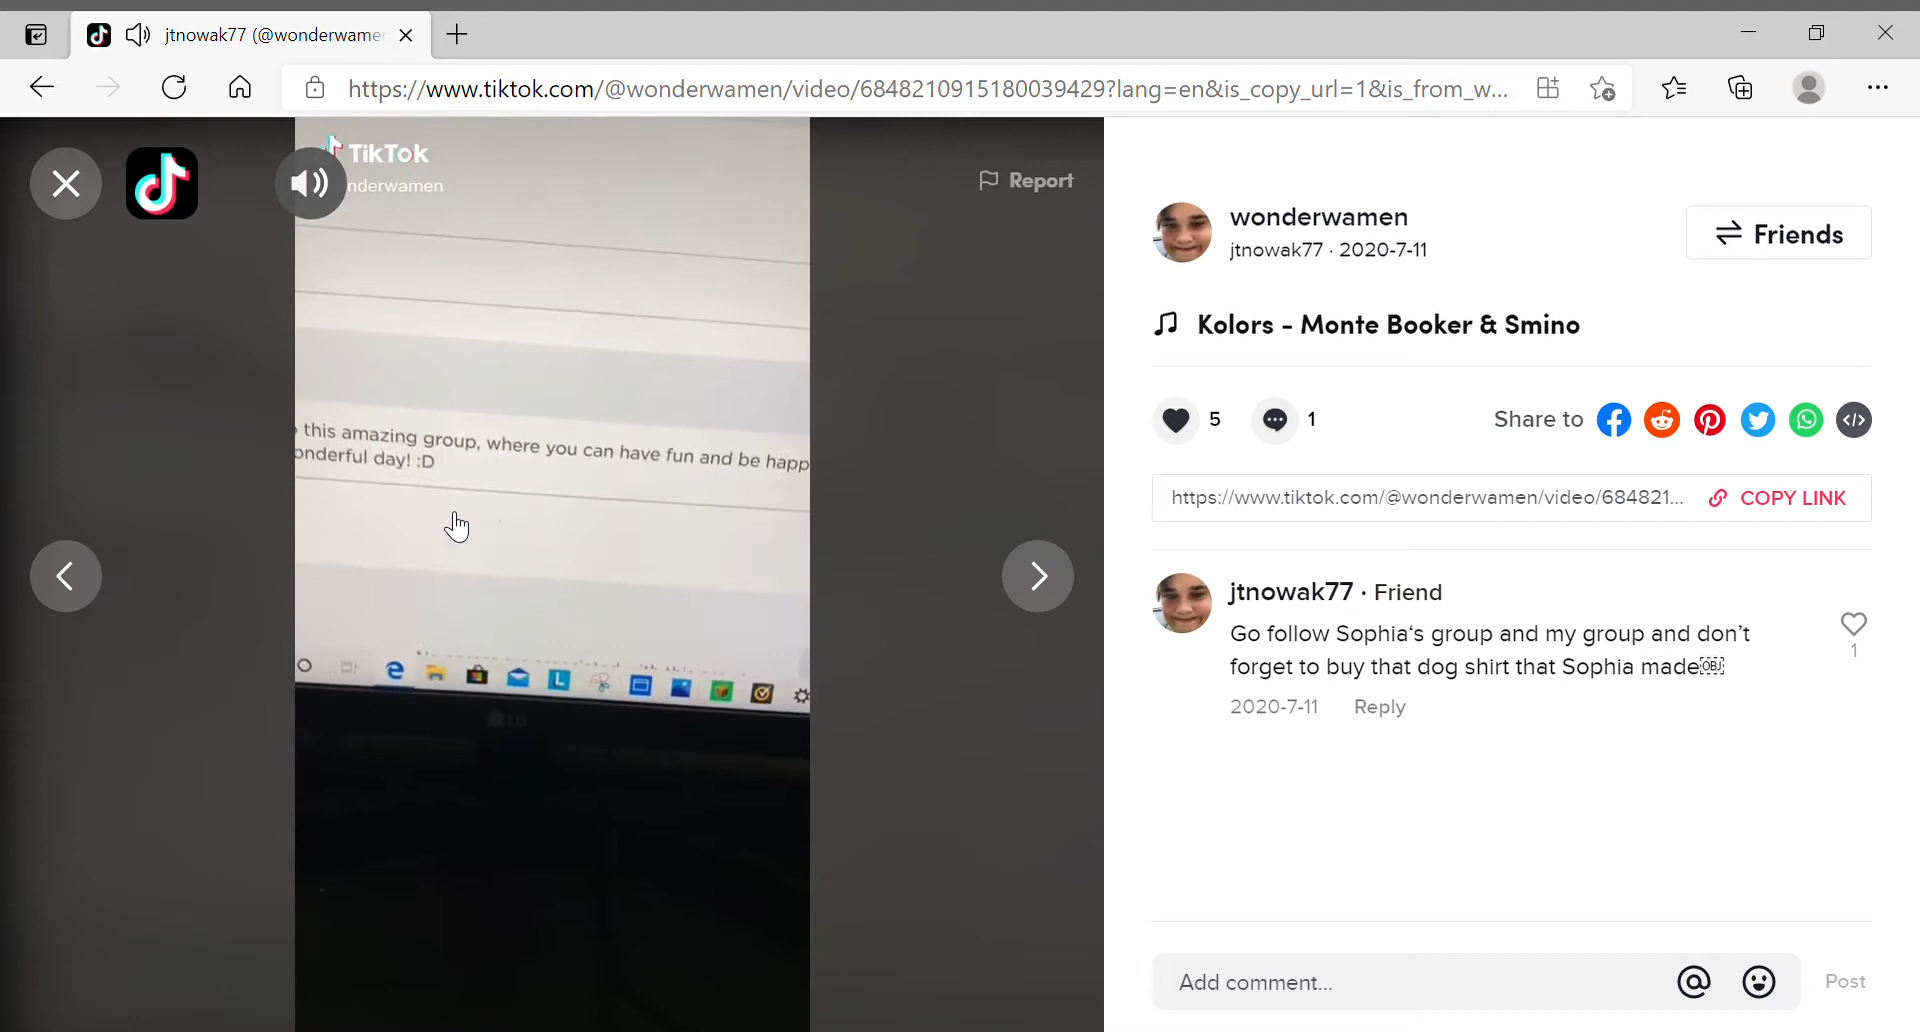 jtnowak77 (@wonderwame
https://www.tiktok.com/@wonderwamen/video/6848210915180039429?lang=en&is_copy_url=1&is_from_w...
TikTok
nderwamen
Report
this amazing group, where you can have fun and be happ
onderful day! :D
wonderwamen
jtnowak77 · 2020-7-11
Friends
Kolors - Monte Booker & Smino
5
1
Share to
https://www.tiktok.com/@wonderwamen/video/684821...
COPY LINK
jtnowak77 · Friend
Go follow Sophia‘s group and my group and don’t
forget to buy that dog shirt that Sophia made￼
1
2020-7-11
Reply
Add comment...
Post